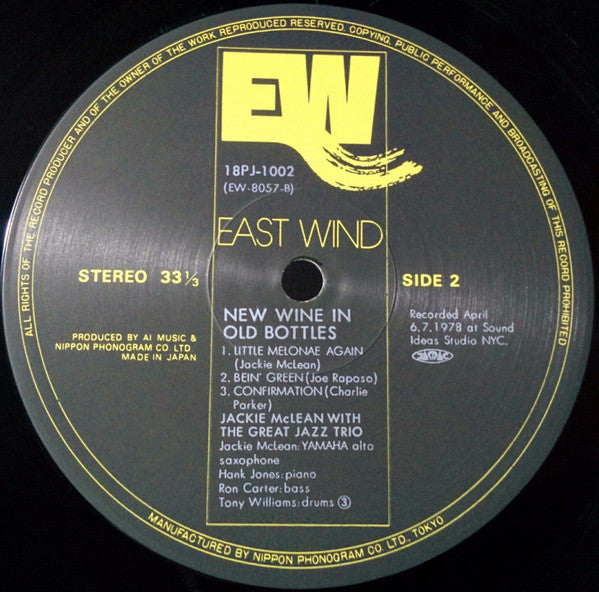 ALL RIGHTS OF THE RECORD PRODUCER AND OF THE OWNER OF THE WORK REPRODUCED RESERVED. COPYING, PUBLIC PERFORMANCE AND BROADCASTING OF THIS RECORD PROHIBITED
EW
18PJ-1002
(EW-8057-B)
EAST WIND
STEREO 33⅓
SIDE 2
PRODUCED BY AI MUSIC &
NIPPON PHONOGRAM CO LTD
MADE IN JAPAN
NEW WINE IN
OLD BOTTLES
1. LITTLE MELONAE AGAIN
(Jackie McLean)
2. BEIN' GREEN (Joe Raposo)
3. CONFIRMATION (Charlie
Parker)
JACKIE McLEAN WITH
THE GREAT JAZZ TRIO
Jackie McLean:YAMAHA alto
saxophone
Hank Jones:piano
Ron Carter:bass
Tony Williams:drums ③
Recorded April
6.7.1978 at Sound
Ideas Studio NYC.
JASRAC
MANUFACTURED BY NIPPON PHONOGRAM CO. LTD., TOKYO